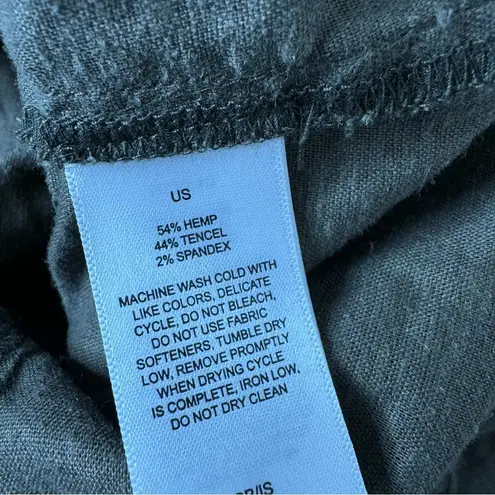 US
54% HEMP
44% TENCEL
2% SPANDEX
MACHINE WASH COLD WITH
LIKE COLORS, DELICATE
CYCLE, DO NOT BLEACH,
DO NOT USE FABRIC
SOFTENERS, TUMBLE DRY
LOW, REMOVE PROMPTLY
WHEN DRYING CYCLE
IS COMPLETE, IRON LOW,
DO NOT DRY CLEAN